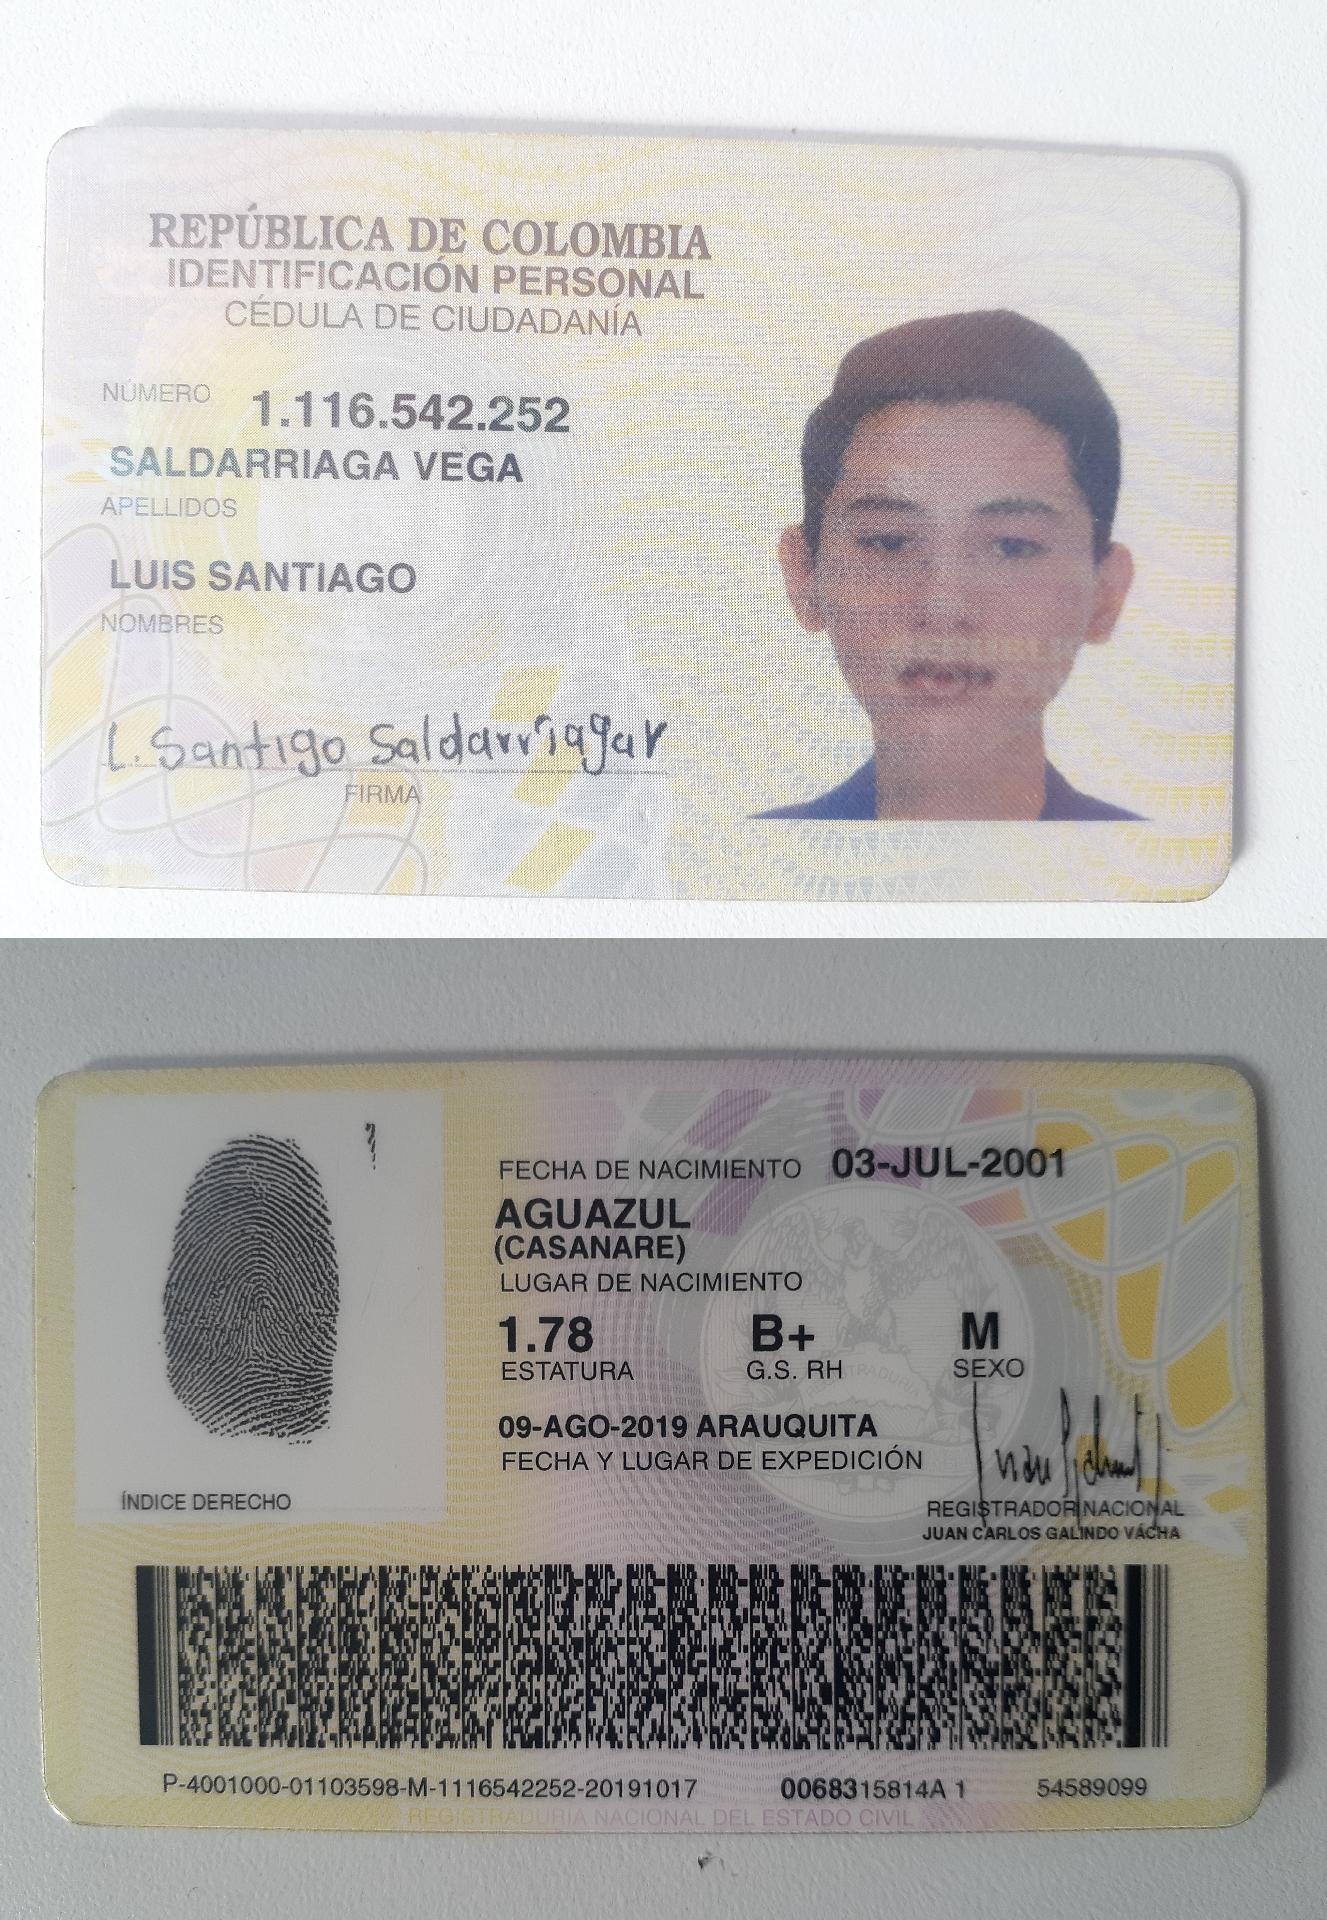 REPÚBLICA DE COLOMBIA
IDENTIFICACIÓN PERSONAL
CÉDULA DE CIUDADANÍA
NÚMERO 1.116.542.252
SALDARRIAGA VEGA
APELLIDOS
LUIS SANTIAGO
NOMBRES
L. Santigo Saldarriagar
FIRMA
FECHA DE NACIMIENTO 03-JUL-2001
AGUAZUL
(CASANARE)
LUGAR DE NACIMIENTO
1.78 B+ M
ESTATURA G.S. RH SEXO
09-AGO-2019 ARAUQUITA
FECHA Y LUGAR DE EXPEDICIÓN
ÍNDICE DERECHO
REGISTRADOR NACIONAL
JUAN CARLOS GALINDO VÁCHA
P-4001000-01103598-M-1116542252-20191017 0068315814A 1 54589099
REGISTRADURIA NACIONAL DEL ESTADO CIVIL